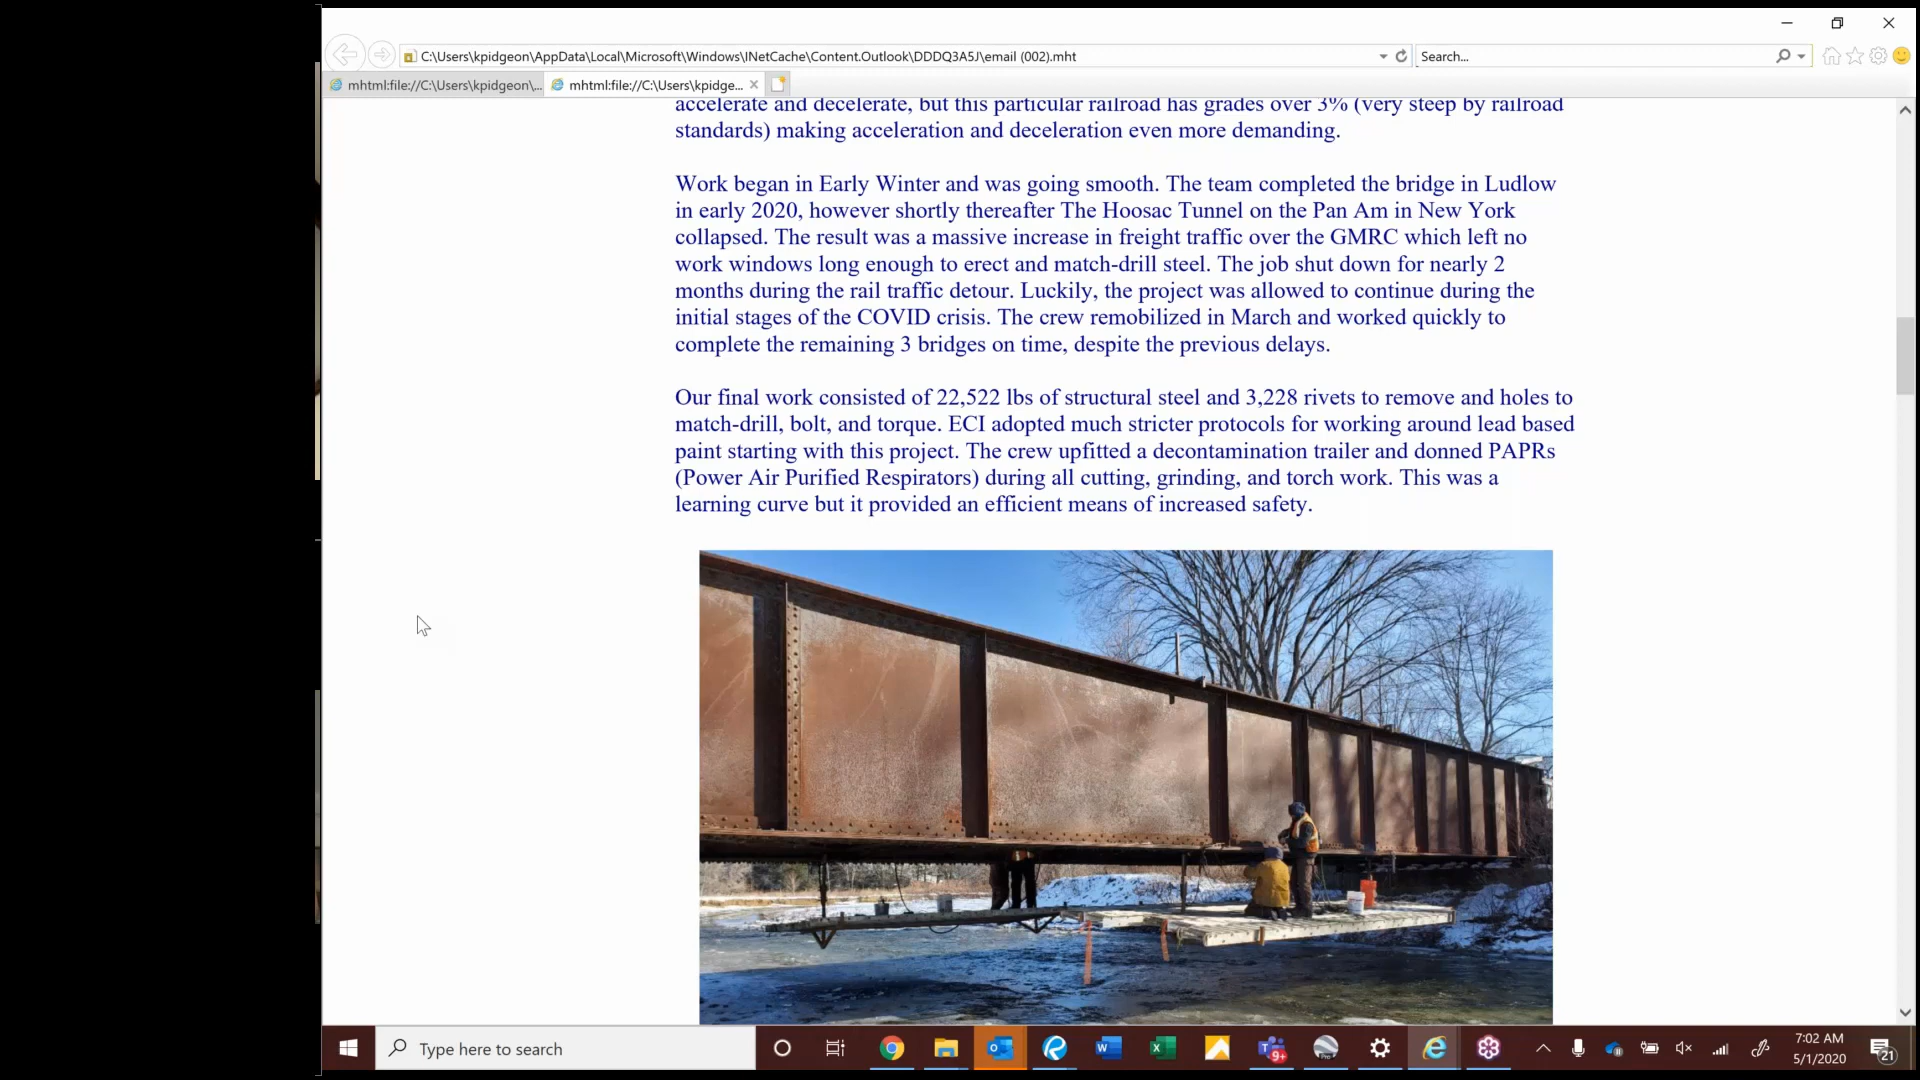 C:\Users\kpidgeon\AppData\Local\Microsoft\Windows\INetCache\Content.Outlook\DDDQ3A5J\email (002).mht
Search...
mhtml:file://C:\Users\kpidgeon\...
mhtml:file://C:\Users\kpidge...
accelerate and decelerate, but this particular railroad has grades over 3% (very steep by railroad
standards) making acceleration and deceleration even more demanding.
Work began in Early Winter and was going smooth. The team completed the bridge in Ludlow
in early 2020, however shortly thereafter The Hoosac Tunnel on the Pan Am in New York
collapsed. The result was a massive increase in freight traffic over the GMRC which left no
work windows long enough to erect and match-drill steel. The job shut down for nearly 2
months during the rail traffic detour. Luckily, the project was allowed to continue during the
initial stages of the COVID crisis. The crew remobilized in March and worked quickly to
complete the remaining 3 bridges on time, despite the previous delays.
Our final work consisted of 22,522 lbs of structural steel and 3,228 rivets to remove and holes to
match-drill, bolt, and torque. ECI adopted much stricter protocols for working around lead based
paint starting with this project. The crew upfitted a decontamination trailer and donned PAPRs
(Power Air Purified Respirators) during all cutting, grinding, and torch work. This was a
learning curve but it provided an efficient means of increased safety.
Type here to search
9+
Pro
7:02 AM
5/1/2020
21